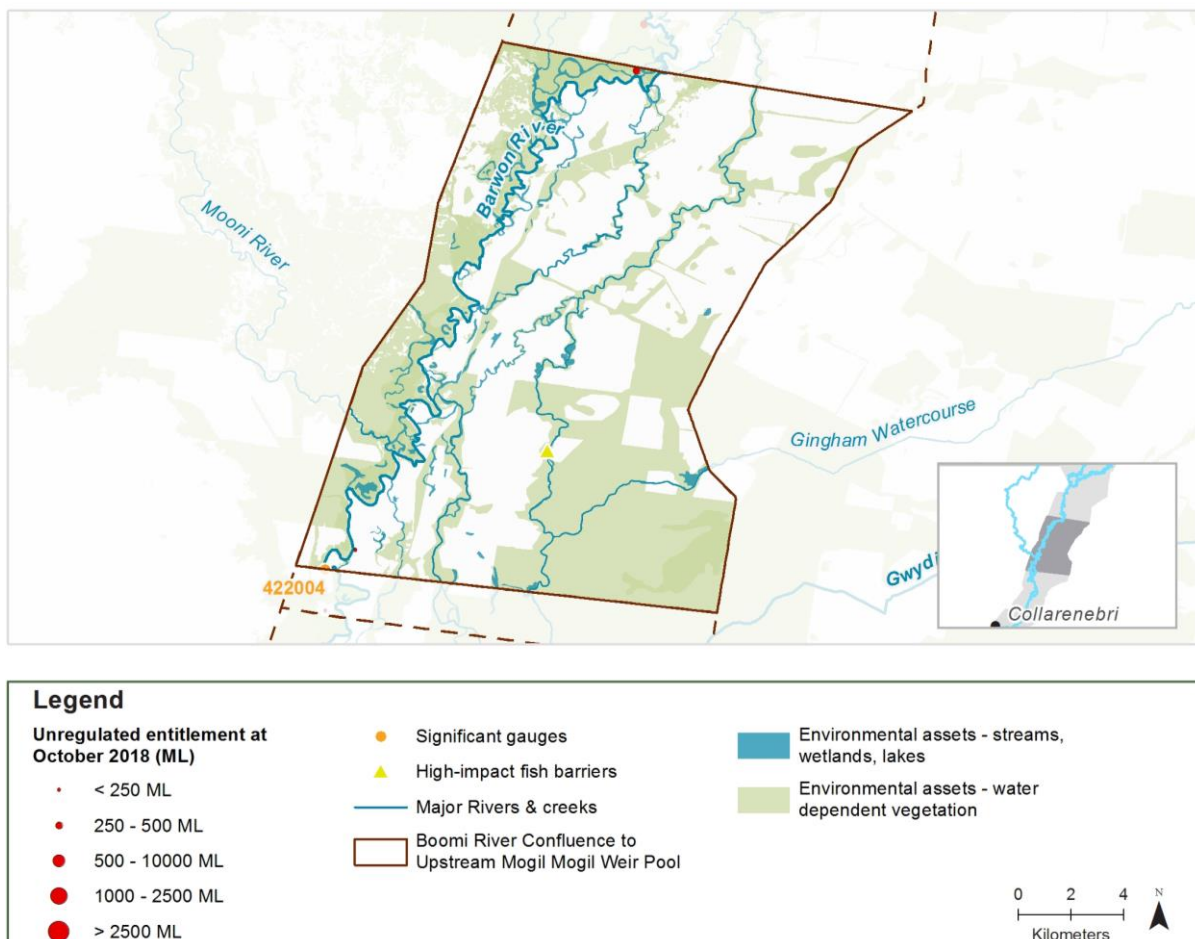 Barwon River
Mooni River
Gingham Watercourse
Gwydi
422004
Collarenebri
Legend
Unregulated entitlement at
October 2018 (ML)
< 250 ML
250 - 500 ML
500 - 10000 ML
1000 - 2500 ML
> 2500 ML
Significant gauges
High-impact fish barriers
Major Rivers & creeks
Boomi River Confluence to
Upstream Mogil Mogil Weir Pool
Environmental assets - streams,
wetlands, lakes
Environmental assets - water
dependent vegetation
0 2 4
Kilometers
N